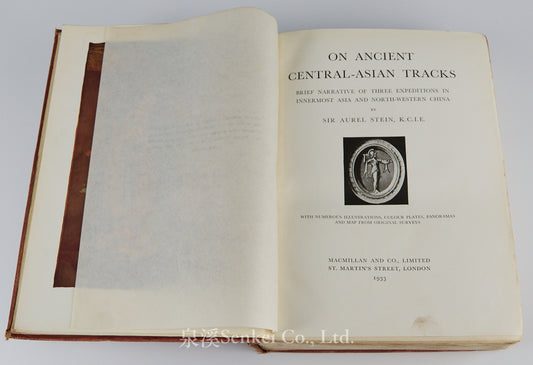 ON ANCIENT
CENTRAL-ASIAN TRACKS
BRIEF NARRATIVE OF THREE EXPEDITIONS IN
INNERMOST ASIA AND NORTH-WESTERN CHINA
BY
SIR AUREL STEIN, K.C.I.E.
WITH NUMEROUS ILLUSTRATIONS, COLOUR PLATES, PANORAMAS
AND MAP FROM ORIGINAL SURVEYS
MACMILLAN AND CO., LIMITED
ST. MARTIN'S STREET, LONDON
1933
泉溪Senkei Co., Ltd.